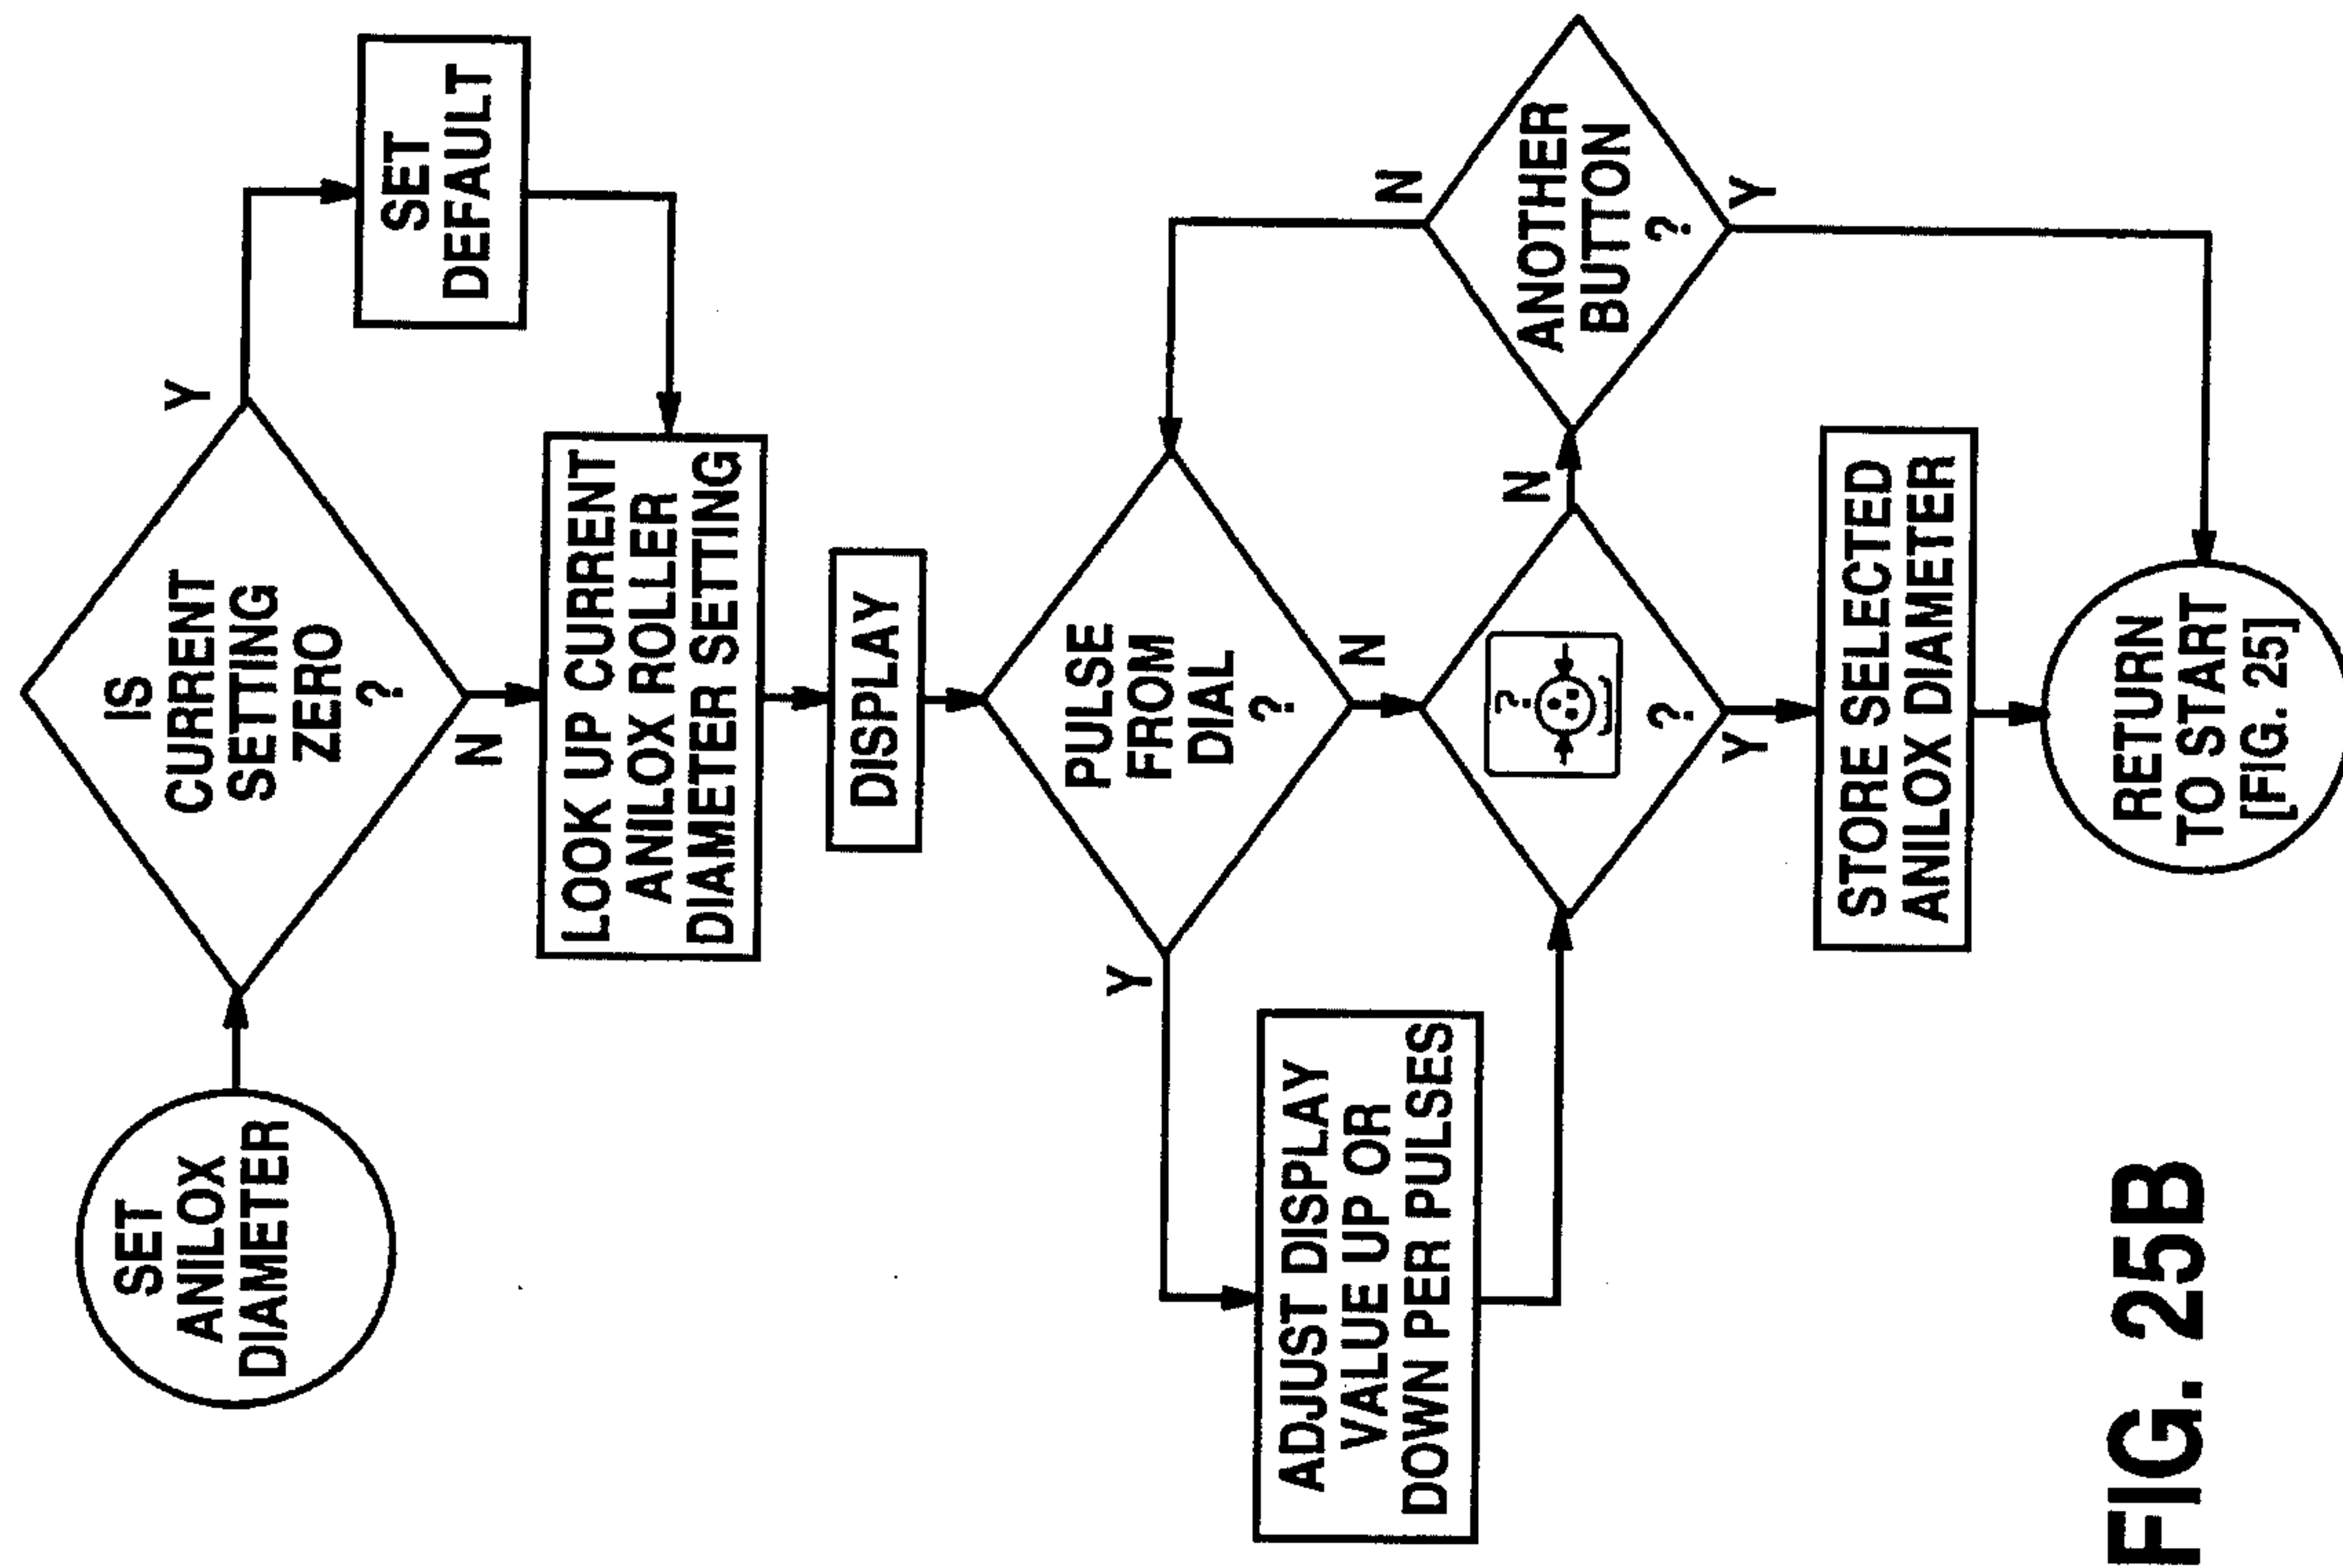 SET
ANILOX
DIAMETER
IS
CURRENT
SETTING
ZERO
?
Y
N
SET
DEFAULT
LOOK UP CURRENT
ANILOX ROLLER
DIAMETER SETTING
DISPLAY
PULSE
FROM
DIAL
?
Y
N
ADJUST DISPLAY
VALUE UP OR
DOWN PER PULSES
?
?
N
Y
ANOTHER
BUTTON
?
N
Y
STORE SELECTED
ANILOX DIAMETER
RETURN
TO START
[FIG. 25]
FIG. 25B